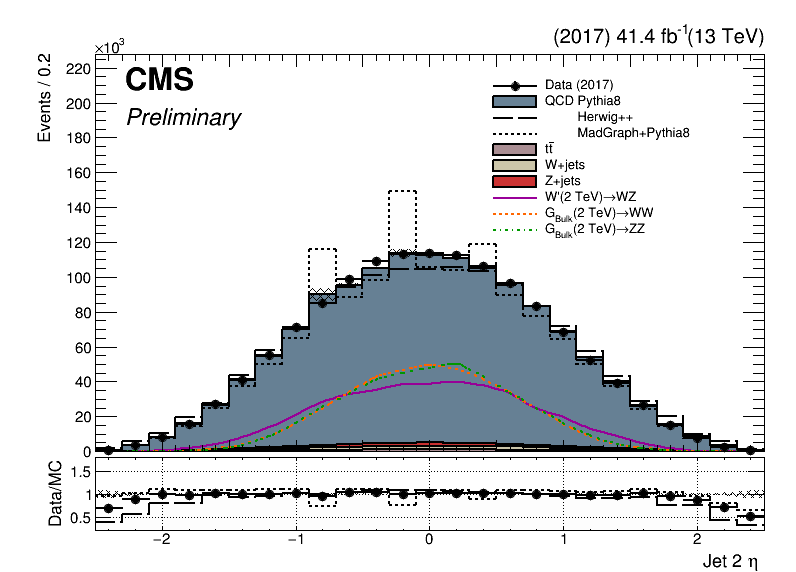 (2017) 41.4 fb⁻¹(13 TeV)
×10³
Events / 0.2
220
200
180
160
140
120
100
80
60
40
20
0
CMS
Preliminary
Data (2017)
QCD Pythia8
Herwig++
MadGraph+Pythia8
tt̄
W+jets
Z+jets
W'(2 TeV)→WZ
G_Bulk(2 TeV)→WW
G_Bulk(2 TeV)→ZZ
Data/MC
1.5
1
0.5
−2 −1 0 1 2
Jet 2 η